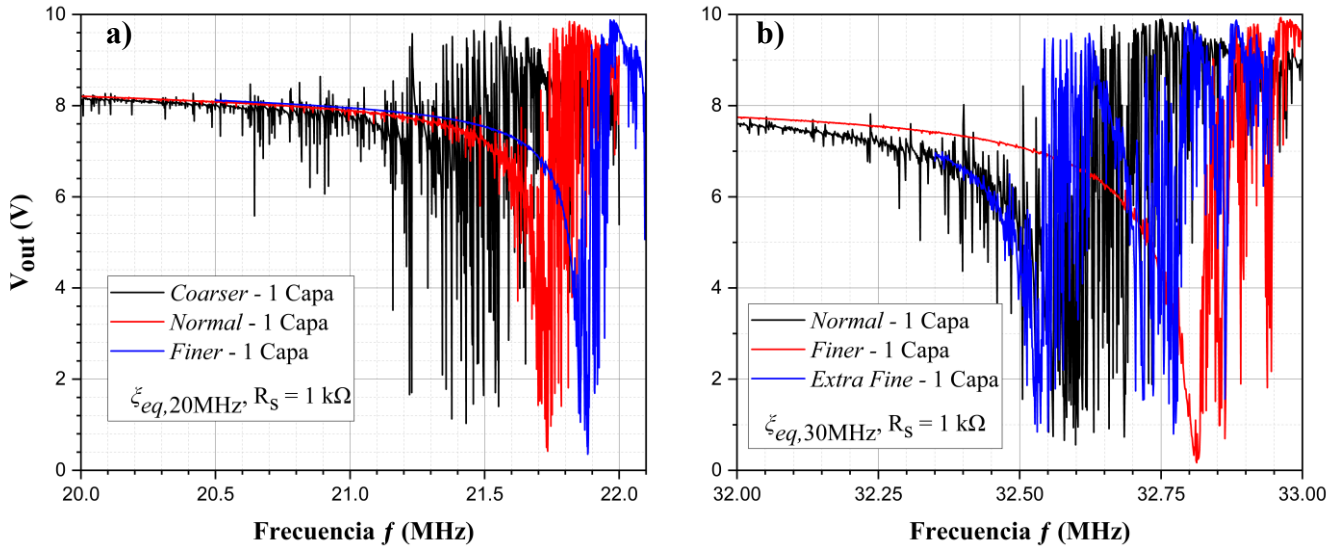 a)
V_out (V)
10
8
6
4
2
0
Coarser - 1 Capa
Normal - 1 Capa
Finer - 1 Capa
ξ_eq,20MHz, R_S = 1 kΩ
20.0 20.5 21.0 21.5 22.0
Frecuencia f (MHz)
b)
10
8
6
4
2
0
Normal - 1 Capa
Finer - 1 Capa
Extra Fine - 1 Capa
ξ_eq,30MHz, R_S = 1 kΩ
32.00 32.25 32.50 32.75 33.00
Frecuencia f (MHz)